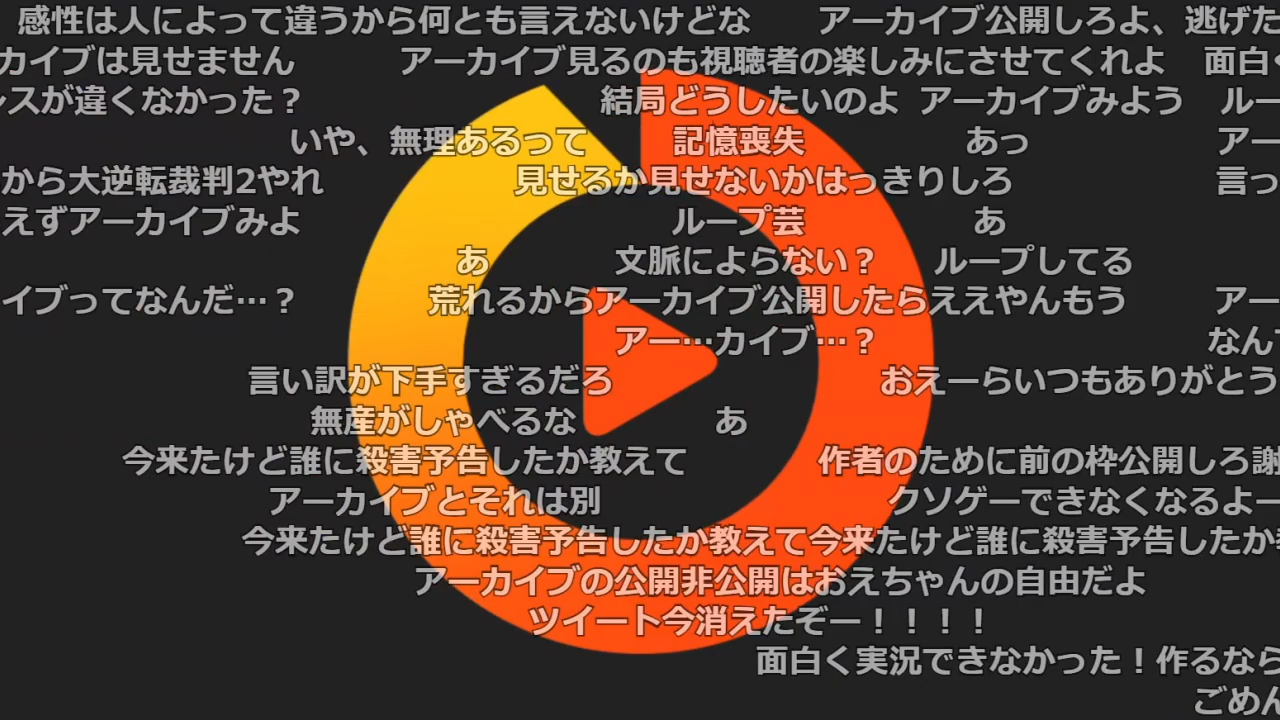 感性は人によって違うから何とも言えないけどな アーカイブ公開しろよ、逃げた
カイブは見せません アーカイブ見るのも視聴者の楽しみにさせてくれよ 面白く
レスが違くなかった？ 結局どうしたいのよ アーカイブみよう ルー
いや、無理あるって 記憶喪失 あっ アー
から大逆転裁判2やれ 見せるか見せないかはっきりしろ 言っ
えずアーカイブみよ ループ芸 あ
あ 文脈によらない？ ループしてる
イブってなんだ…？ 荒れるからアーカイブ公開したらええやんもう アー
アー…カイブ…？ なん
言い訳が下手すぎるだろ おえーらいつもありがとう
無産がしゃべるな あ
今来たけど誰に殺害予告したか教えて 作者のために前の枠公開しろ謝
アーカイブとそれは別 クソゲーできなくなるよー
今来たけど誰に殺害予告したか教えて今来たけど誰に殺害予告したか
アーカイブの公開非公開はおえちゃんの自由だよ
ツイート今消えたぞー！！！！
面白く実況できなかった！作るなら
ごめん